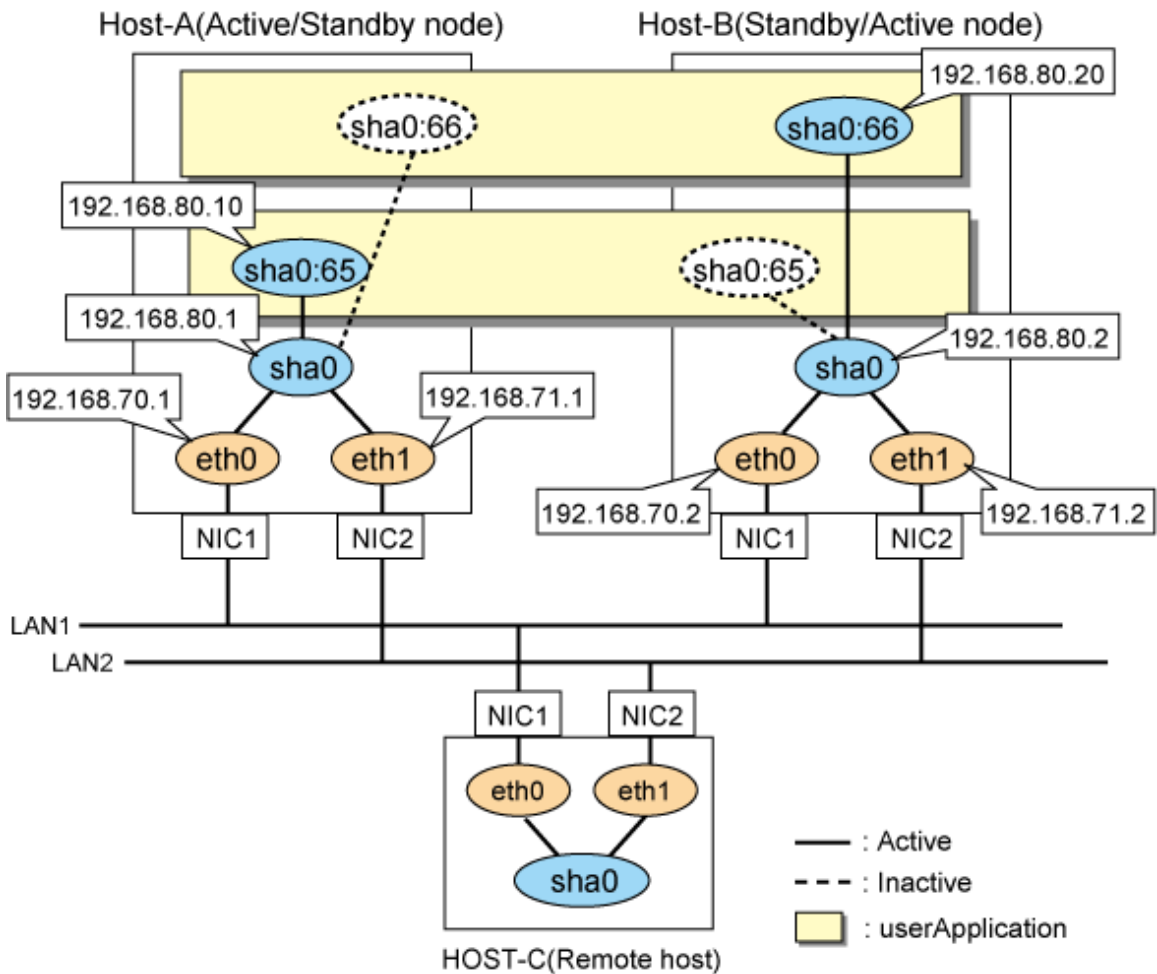 Host-A(Active/Standby node)
Host-B(Standby/Active node)
192.168.80.20
sha0:66
sha0:66
192.168.80.10
sha0:65
sha0:65
192.168.80.1
192.168.80.2
sha0
sha0
192.168.70.1
192.168.71.1
eth0
eth1
eth0
eth1
192.168.70.2
192.168.71.2
NIC1
NIC2
NIC1
NIC2
LAN1
LAN2
NIC1
NIC2
eth0
eth1
sha0
HOST-C(Remote host)
: Active
: Inactive
: userApplication